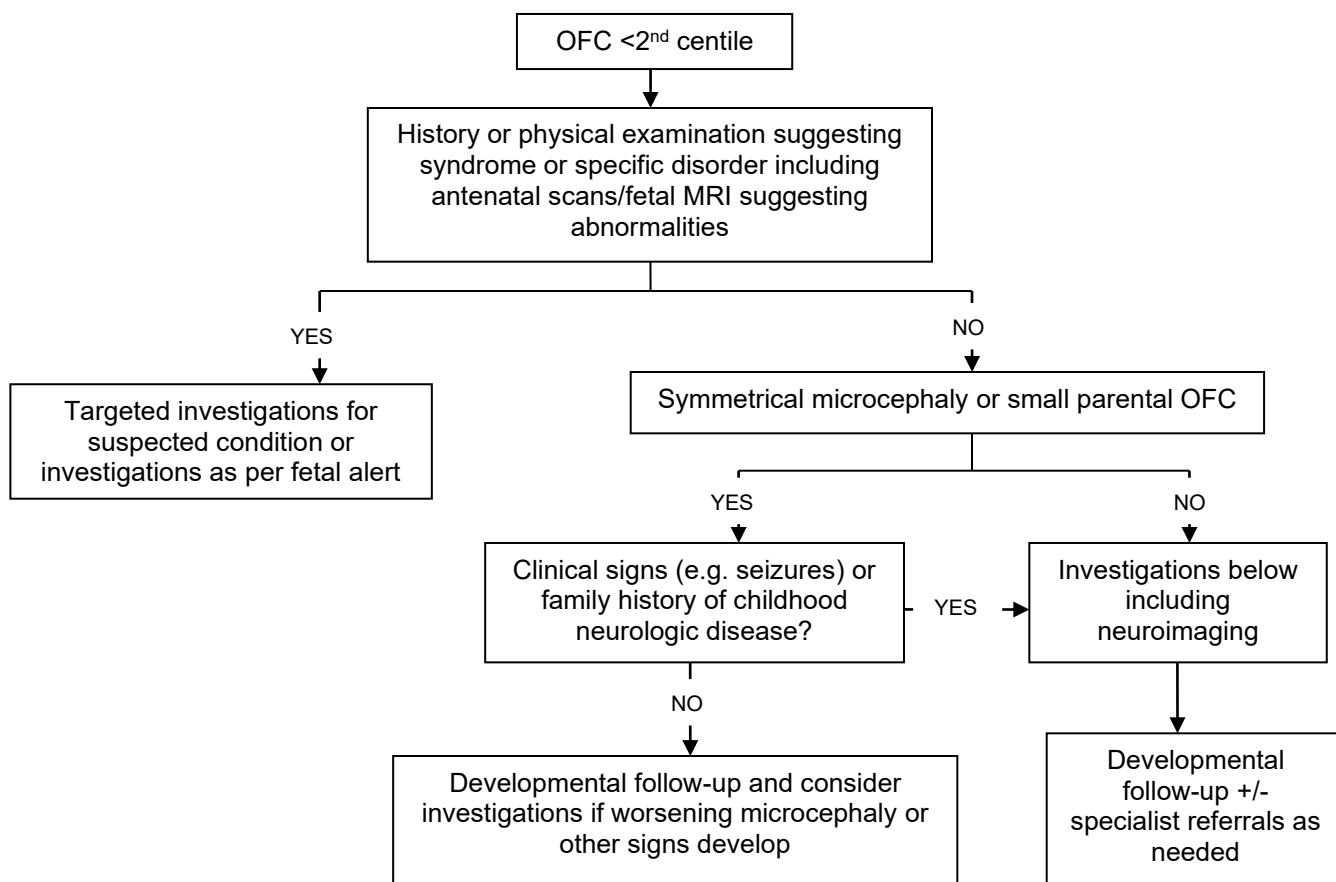 OFC <2nd centile
History or physical examination suggesting
syndrome or specific disorder including
antenatal scans/fetal MRI suggesting
abnormalities
YES
NO
Targeted investigations for
suspected condition or
investigations as per fetal alert
Symmetrical microcephaly or small parental OFC
YES
NO
Clinical signs (e.g. seizures) or
family history of childhood
neurologic disease?
YES
Investigations below
including
neuroimaging
NO
Developmental follow-up and consider
investigations if worsening microcephaly or
other signs develop
Developmental
follow-up +/-
specialist referrals as
needed